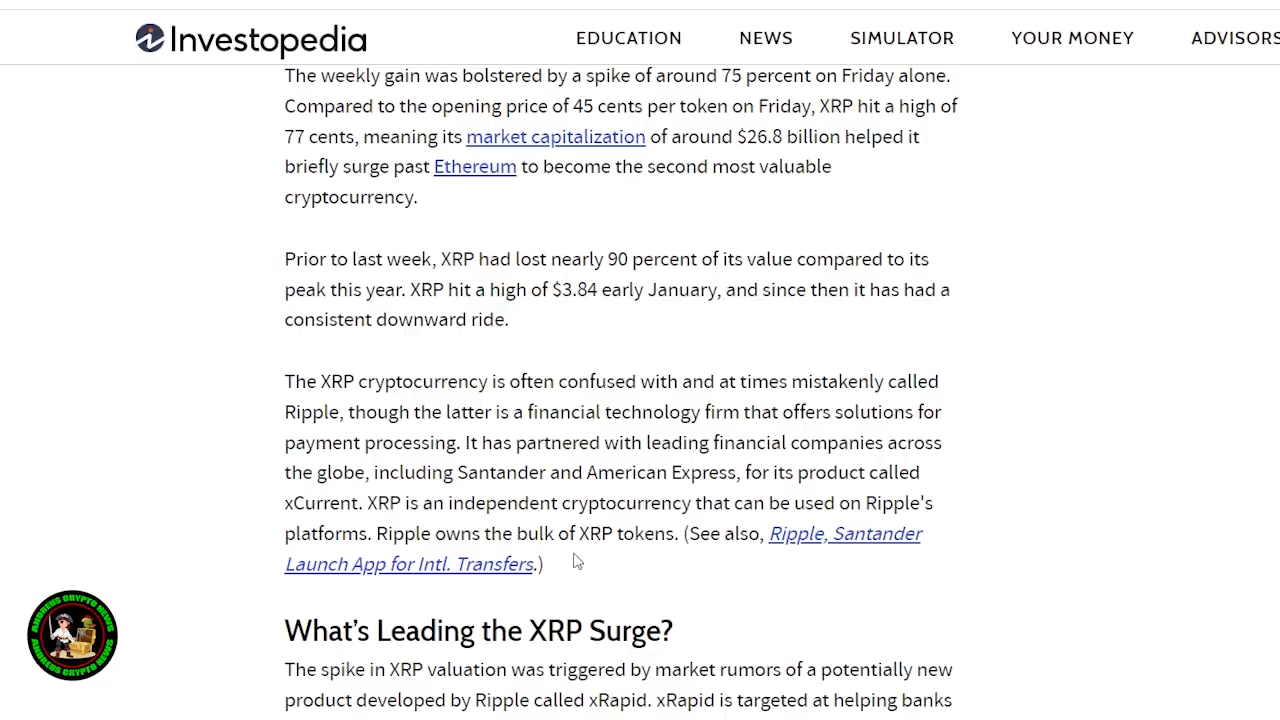 Investopedia
EDUCATION NEWS SIMULATOR YOUR MONEY ADVISORS
The weekly gain was bolstered by a spike of around 75 percent on Friday alone.
Compared to the opening price of 45 cents per token on Friday, XRP hit a high of
77 cents, meaning its market capitalization of around $26.8 billion helped it
briefly surge past Ethereum to become the second most valuable
cryptocurrency.
Prior to last week, XRP had lost nearly 90 percent of its value compared to its
peak this year. XRP hit a high of $3.84 early January, and since then it has had a
consistent downward ride.
The XRP cryptocurrency is often confused with and at times mistakenly called
Ripple, though the latter is a financial technology firm that offers solutions for
payment processing. It has partnered with leading financial companies across
the globe, including Santander and American Express, for its product called
xCurrent. XRP is an independent cryptocurrency that can be used on Ripple's
platforms. Ripple owns the bulk of XRP tokens. (See also, Ripple, Santander
Launch App for Intl. Transfers.)
ANDREUS CRYPTO NEWS
ANDREUS CRYPTO NEWS
What’s Leading the XRP Surge?
The spike in XRP valuation was triggered by market rumors of a potentially new
product developed by Ripple called xRapid. xRapid is targeted at helping banks